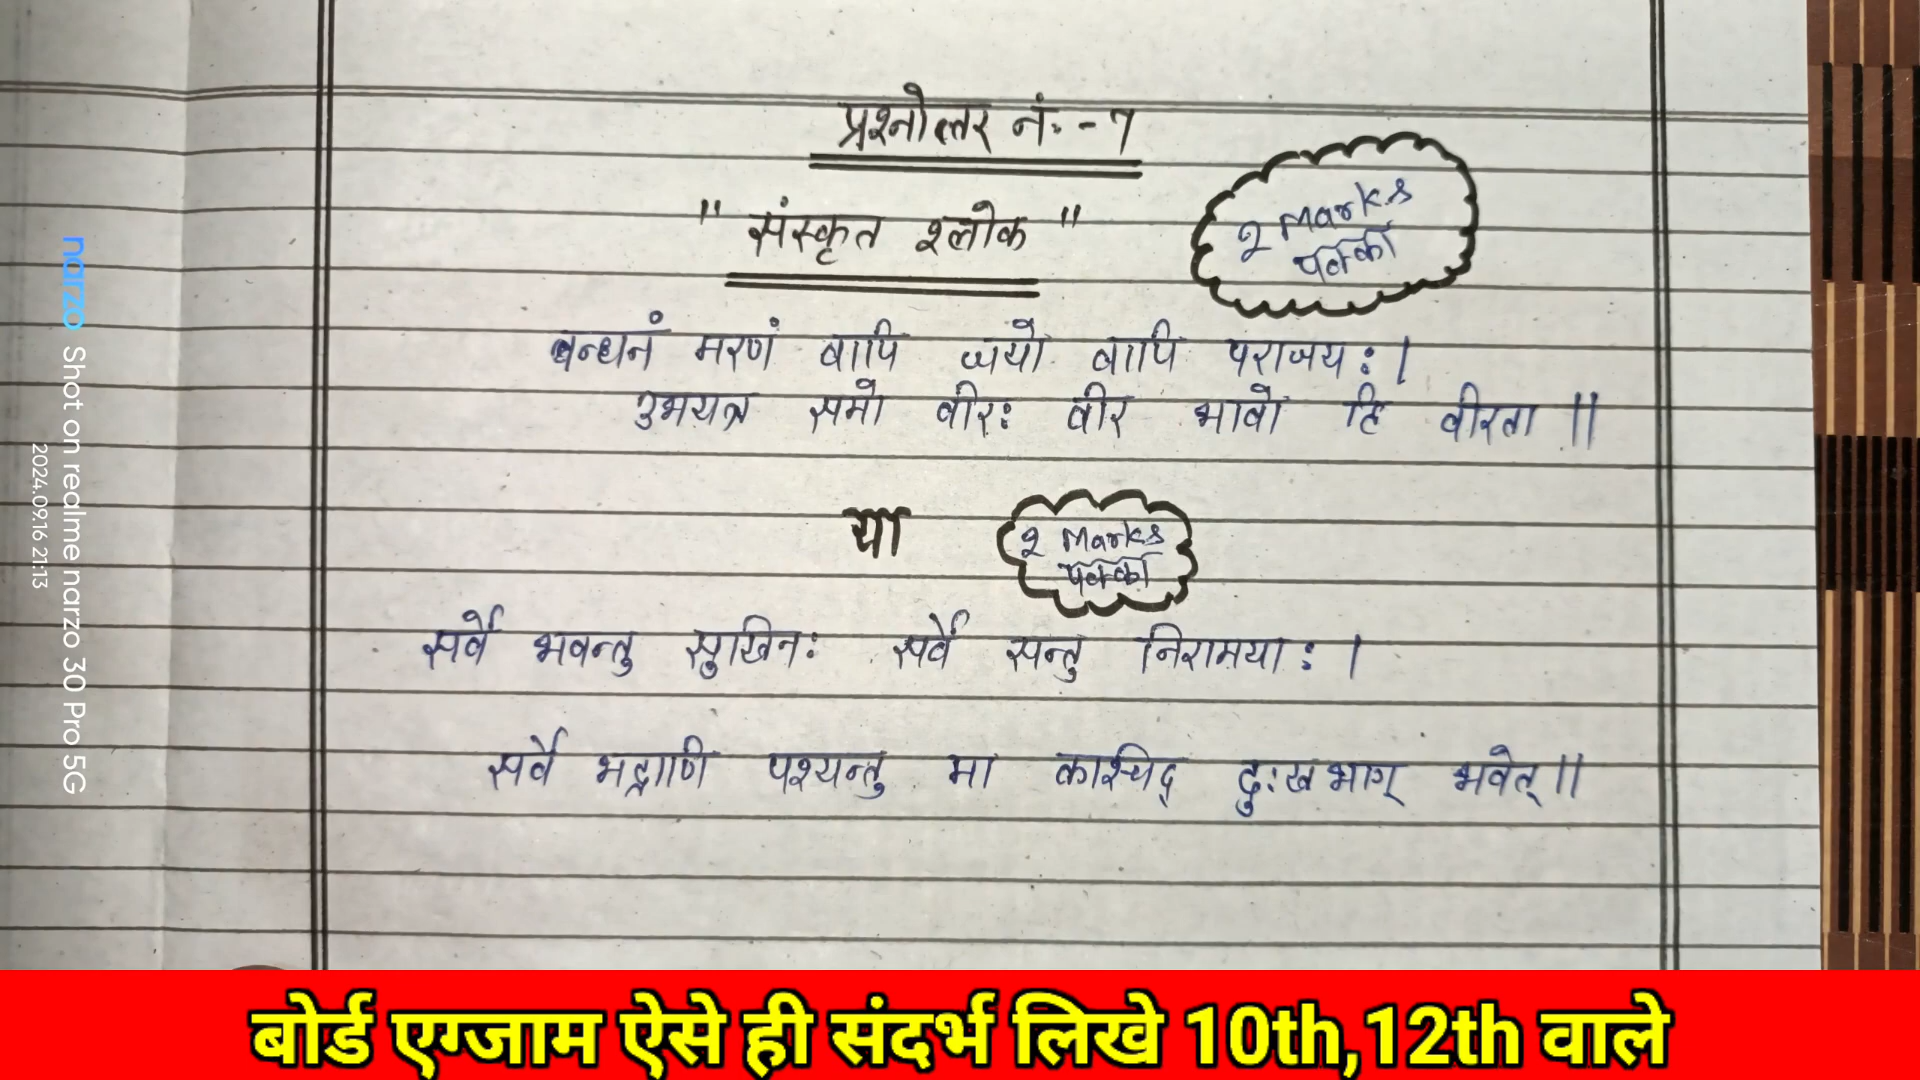 प्रश्नोत्तर नं॰ - 7
" संस्कृत श्लोक "
2 Marks
पक्का
बन्धनं मरणं वापि जयो वापि पराजयः ।
उभयत्र समो वीरः वीर भावो हि वीरता ॥
या
2 Marks
पक्का
सर्वे भवन्तु सुखिनः सर्वे सन्तु निरामयाः ।
सर्वे भद्राणि पश्यन्तु मा कश्चिद् दुःख भाग् भवेत् ॥
narzo Shot on realme narzo 30 Pro 5G
2024.09.16 21:13
बोर्ड एग्जाम ऐसे ही संदर्भ लिखे 10th,12th वाले